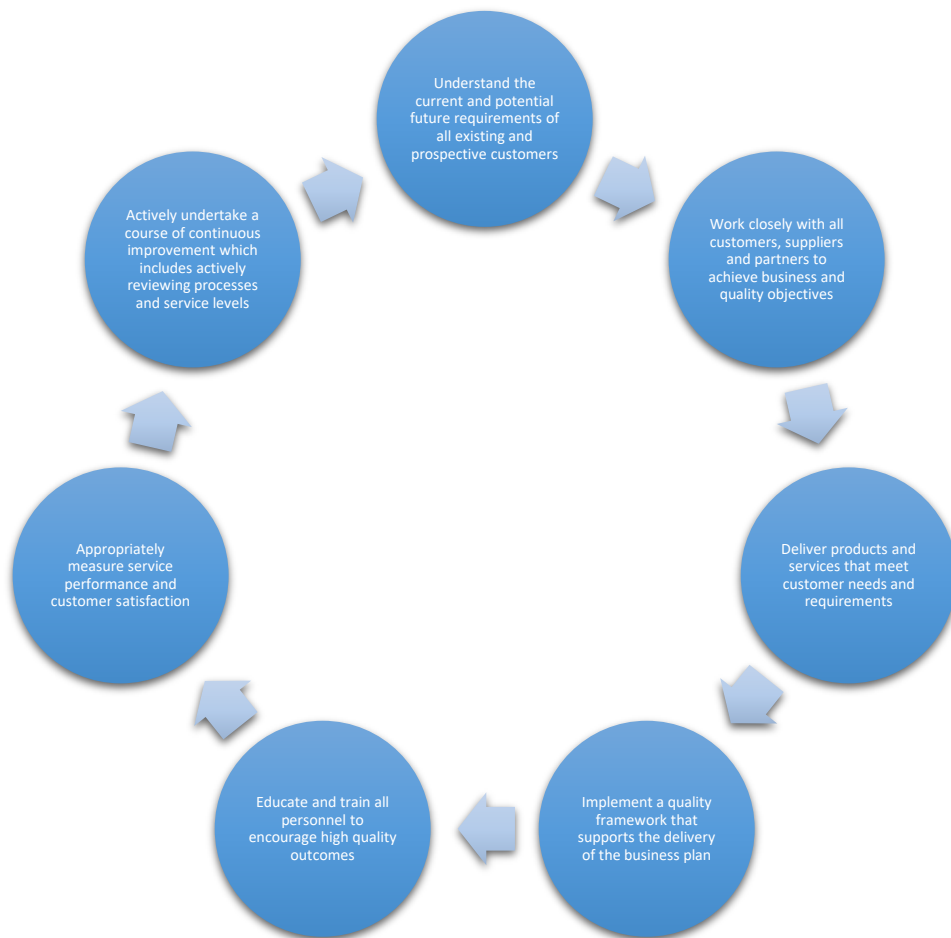 Understand the
current and potential
future requirements of
all existing and
prospective customers
Work closely with all
customers, suppliers
and partners to
achieve business and
quality objectives
Deliver products and
services that meet
customer needs and
requirements
Implement a quality
framework that
supports the delivery
of the business plan
Educate and train all
personnel to
encourage high quality
outcomes
Appropriately
measure service
performance and
customer satisfaction
Actively undertake a
course of continuous
improvement which
includes actively
reviewing processes
and service levels